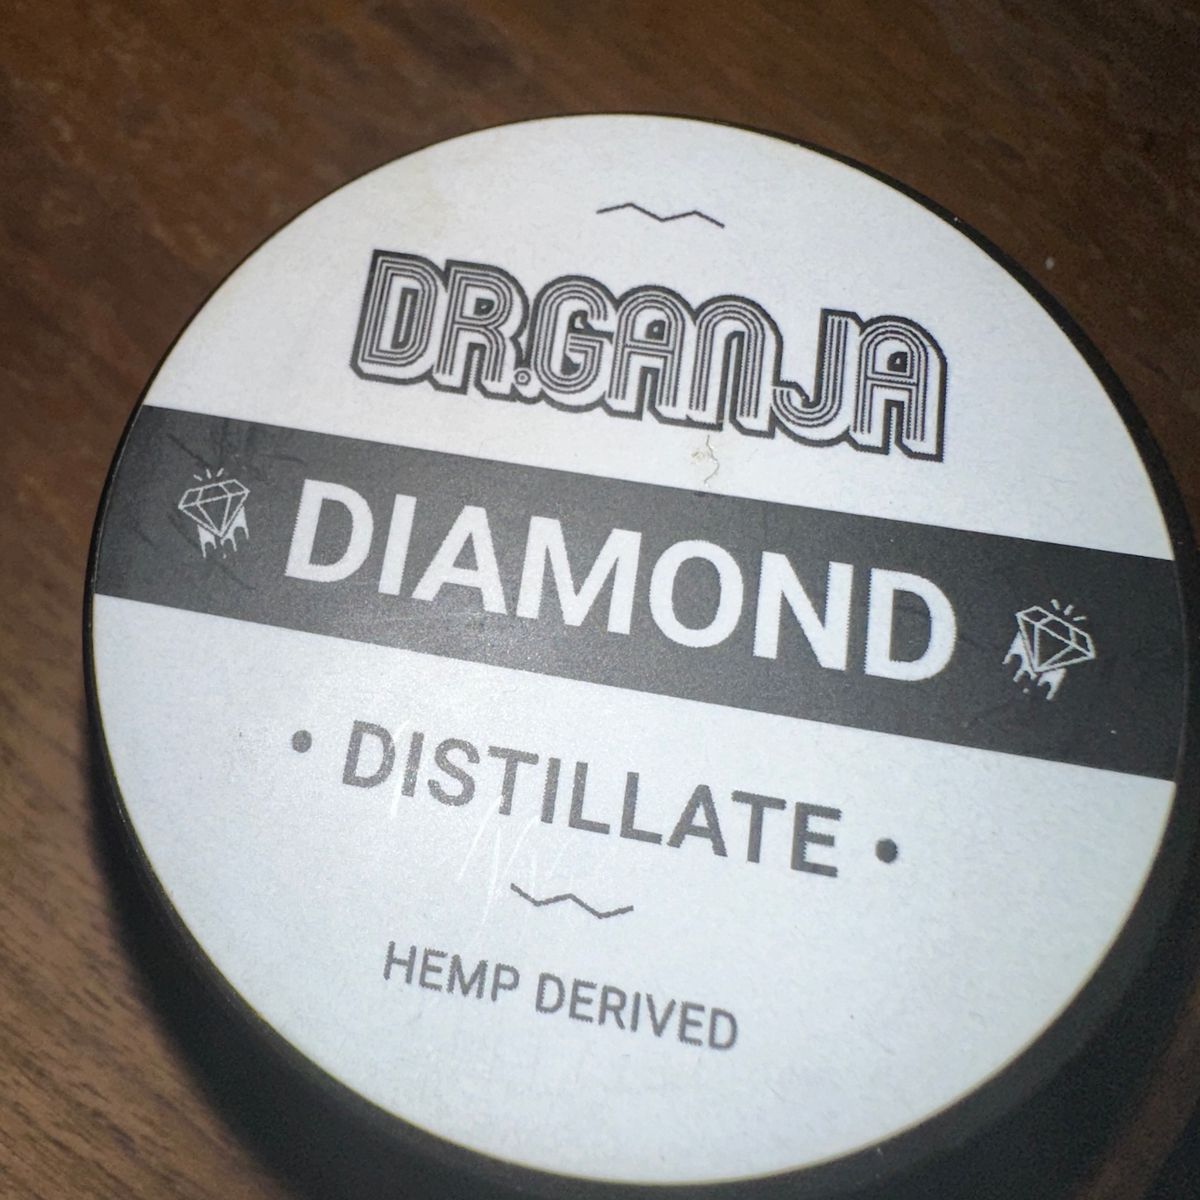 DR.GANJA
DIAMOND
• DISTILLATE •
HEMP DERIVED